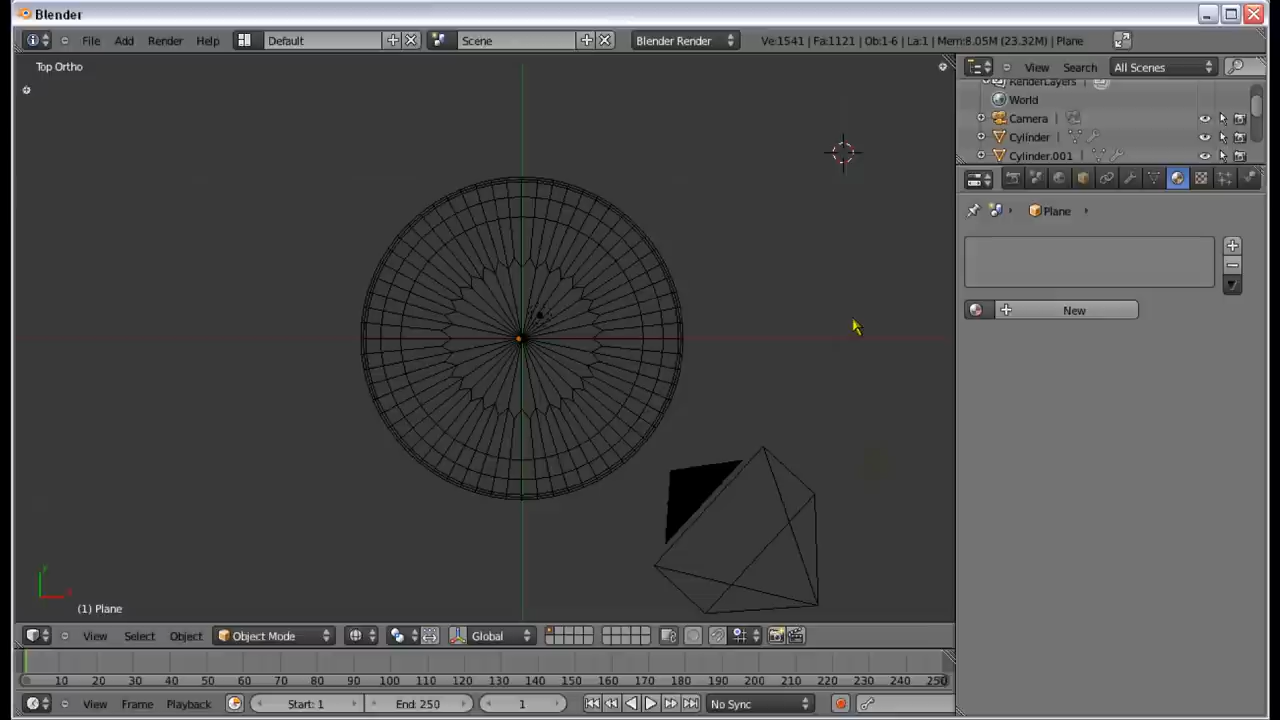 Blender
File Add Render Help Default Scene Blender Render Ve:1541 | Fa:1121 | Ob:1-6 | La:1 | Mem:8.05M (23.32M) | Plane
Top Ortho
View Search All Scenes
RenderLayers
World
Camera
Cylinder
Cylinder.001
Plane
New
y
(1) Plane
View Select Object Object Mode Global
10 20 30 40 50 60 70 80 90 100 110 120 130 140 150 160 170 180 190 200 210 220 230 240 250
View Frame Playback Start: 1 End: 250 1 No Sync